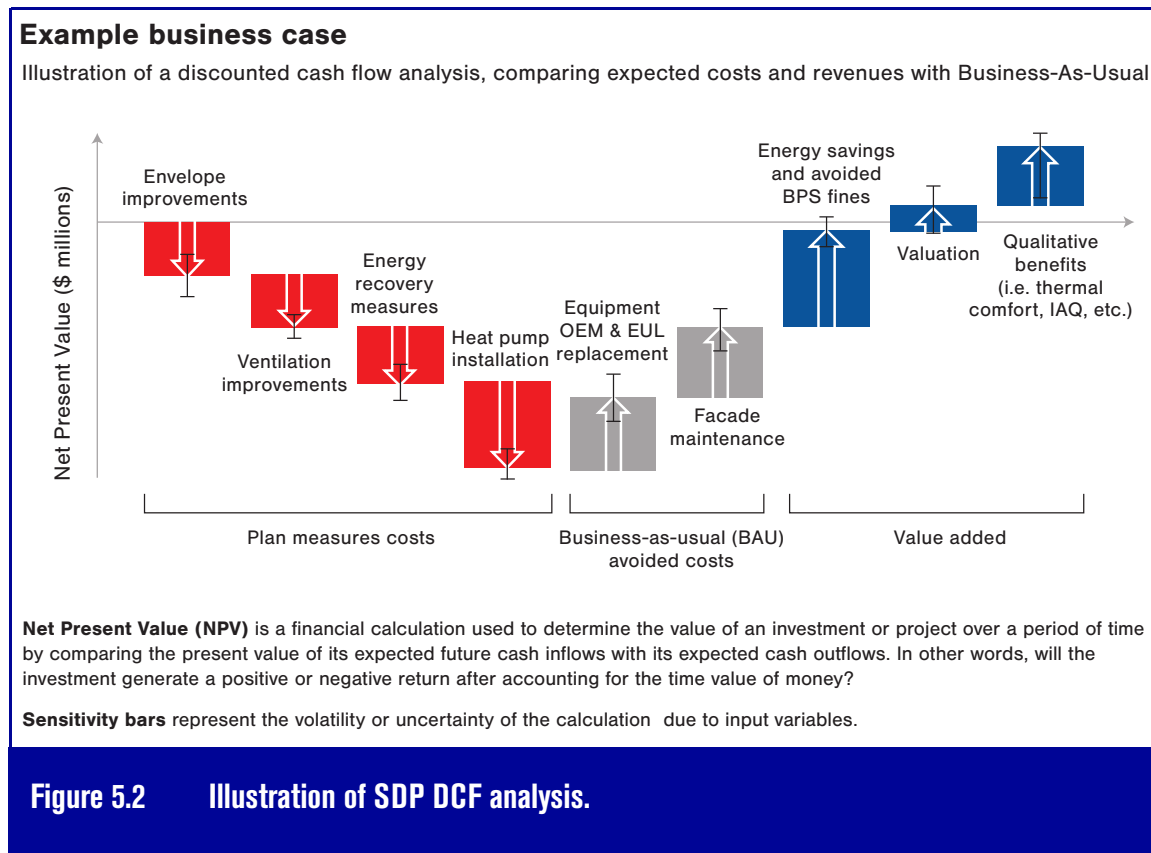 Example business case
Illustration of a discounted cash flow analysis, comparing expected costs and revenues with Business-As-Usual
Net Present Value ($ millions)
Envelope
improvements
Ventilation
improvements
Energy
recovery
measures
Heat pump
installation
Equipment
OEM & EUL
replacement
Facade
maintenance
Energy savings
and avoided
BPS fines
Valuation
Qualitative
benefits
(i.e. thermal
comfort, IAQ, etc.)
Plan measures costs
Business-as-usual (BAU)
avoided costs
Value added
Net Present Value (NPV) is a financial calculation used to determine the value of an investment or project over a period of time
by comparing the present value of its expected future cash inflows with its expected cash outflows. In other words, will the
investment generate a positive or negative return after accounting for the time value of money?
Sensitivity bars represent the volatility or uncertainty of the calculation due to input variables.
Figure 5.2 Illustration of SDP DCF analysis.